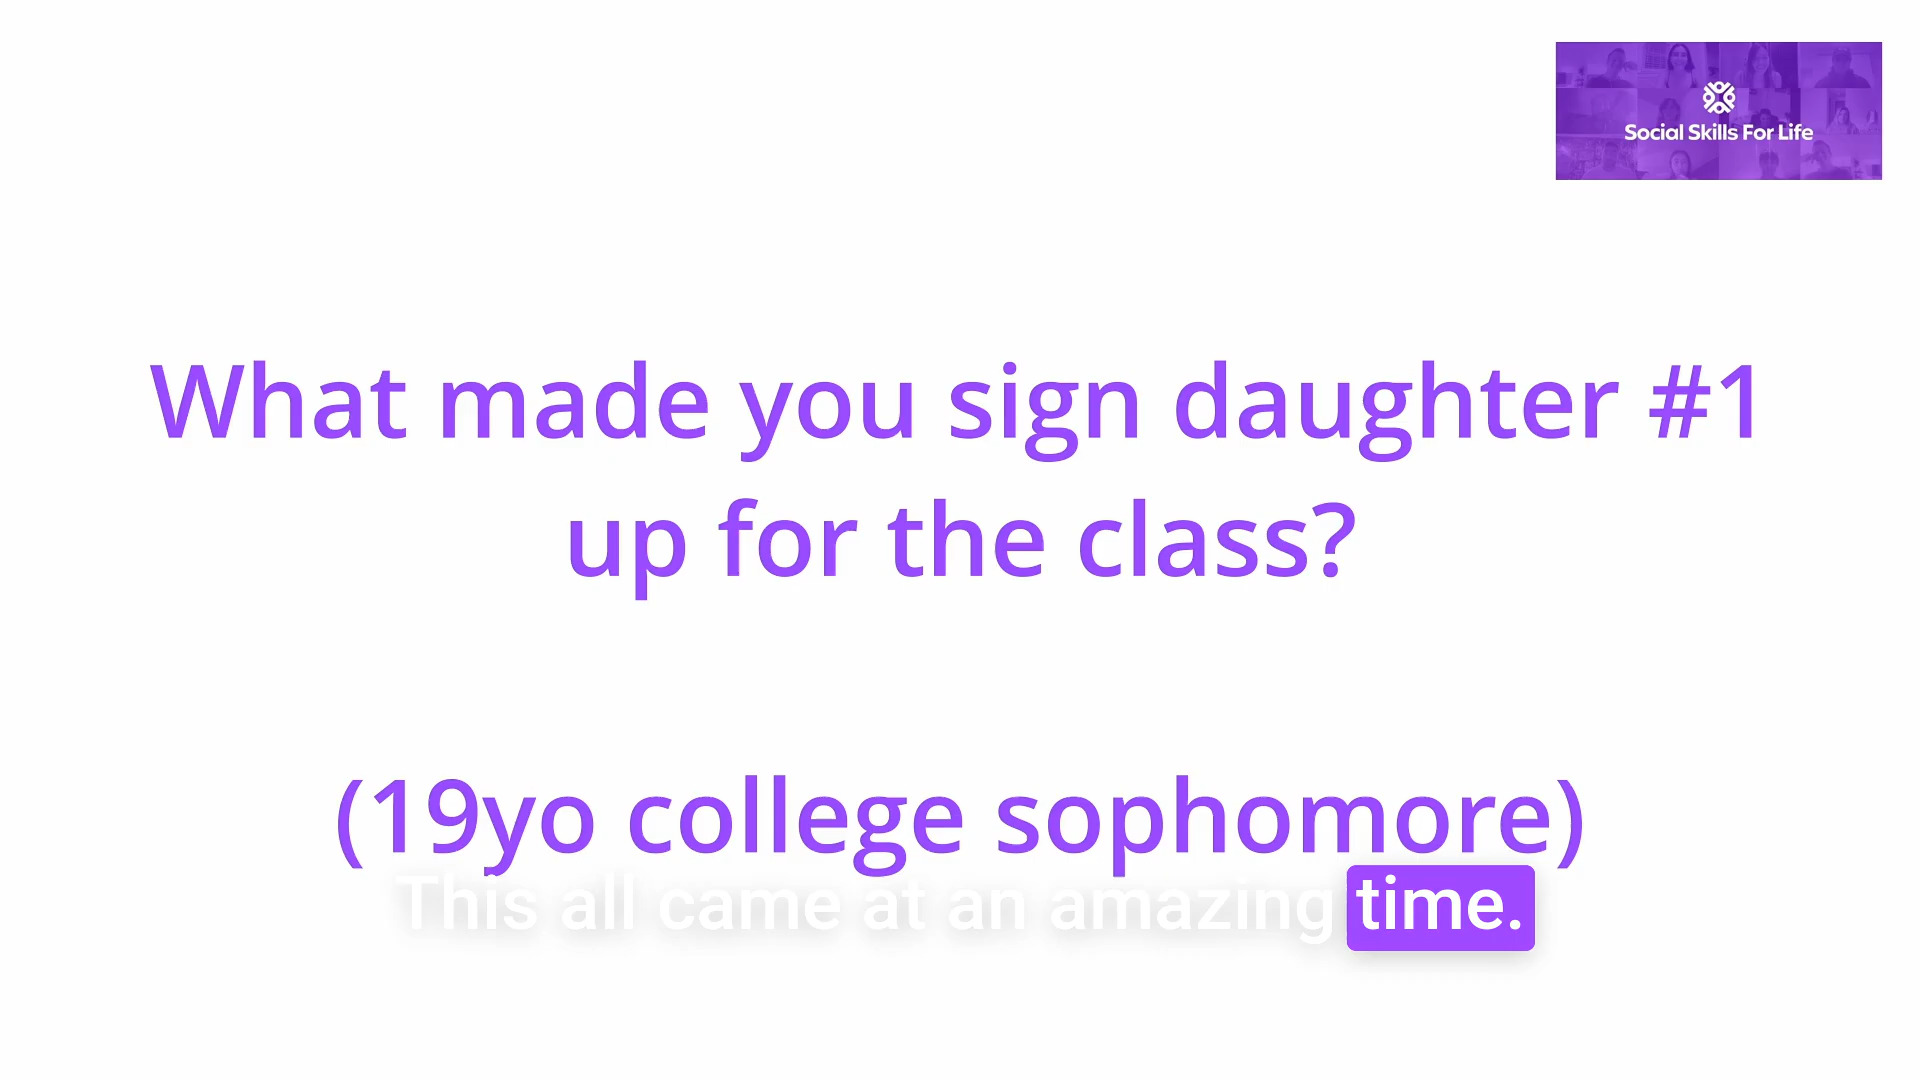 Social Skills For Life
What made you sign daughter #1
up for the class?
(19yo college sophomore)
This all came at an amazing time.